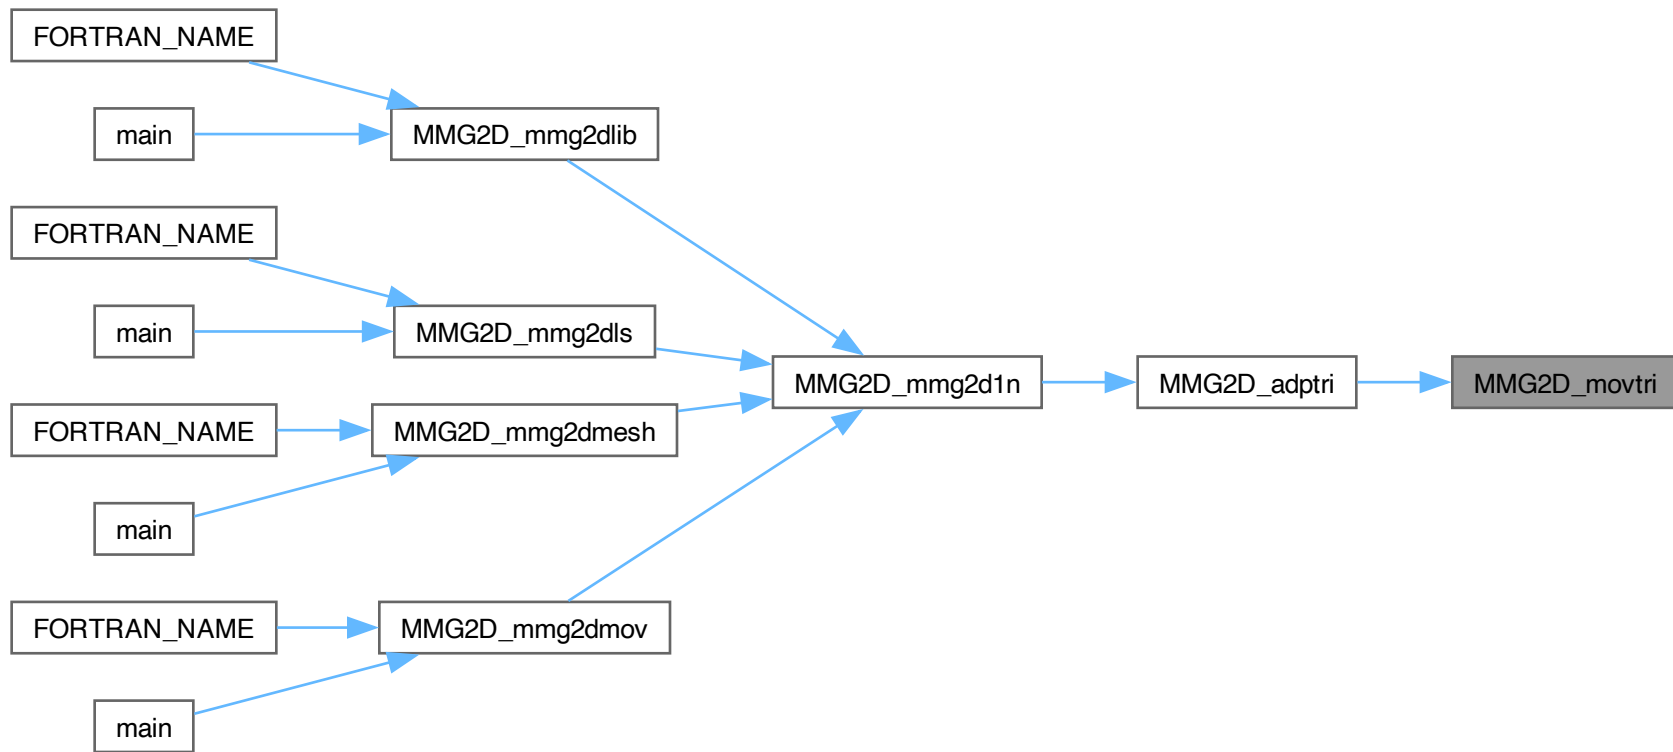 FORTRAN_NAME
main
MMG2D_mmg2dlib
FORTRAN_NAME
main
MMG2D_mmg2dls
MMG2D_mmg2d1n
MMG2D_adptri
MMG2D_movtri
FORTRAN_NAME
MMG2D_mmg2dmesh
main
FORTRAN_NAME
MMG2D_mmg2dmov
main